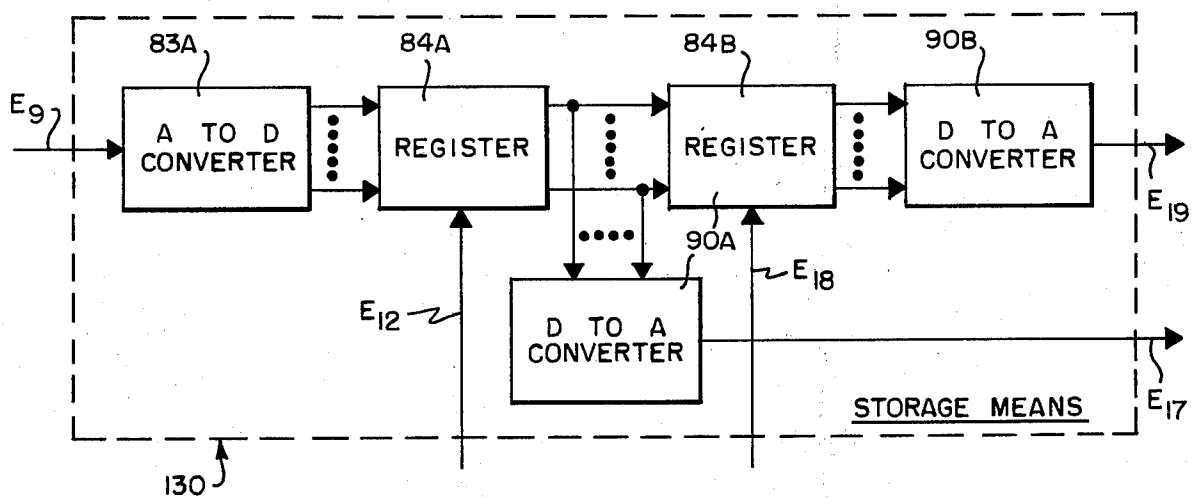 83A
84A
84B
90B
E9
A TO D
CONVERTER
REGISTER
REGISTER
D TO A
CONVERTER
E19
90A
E18
E12
D TO A
CONVERTER
E17
STORAGE MEANS
130